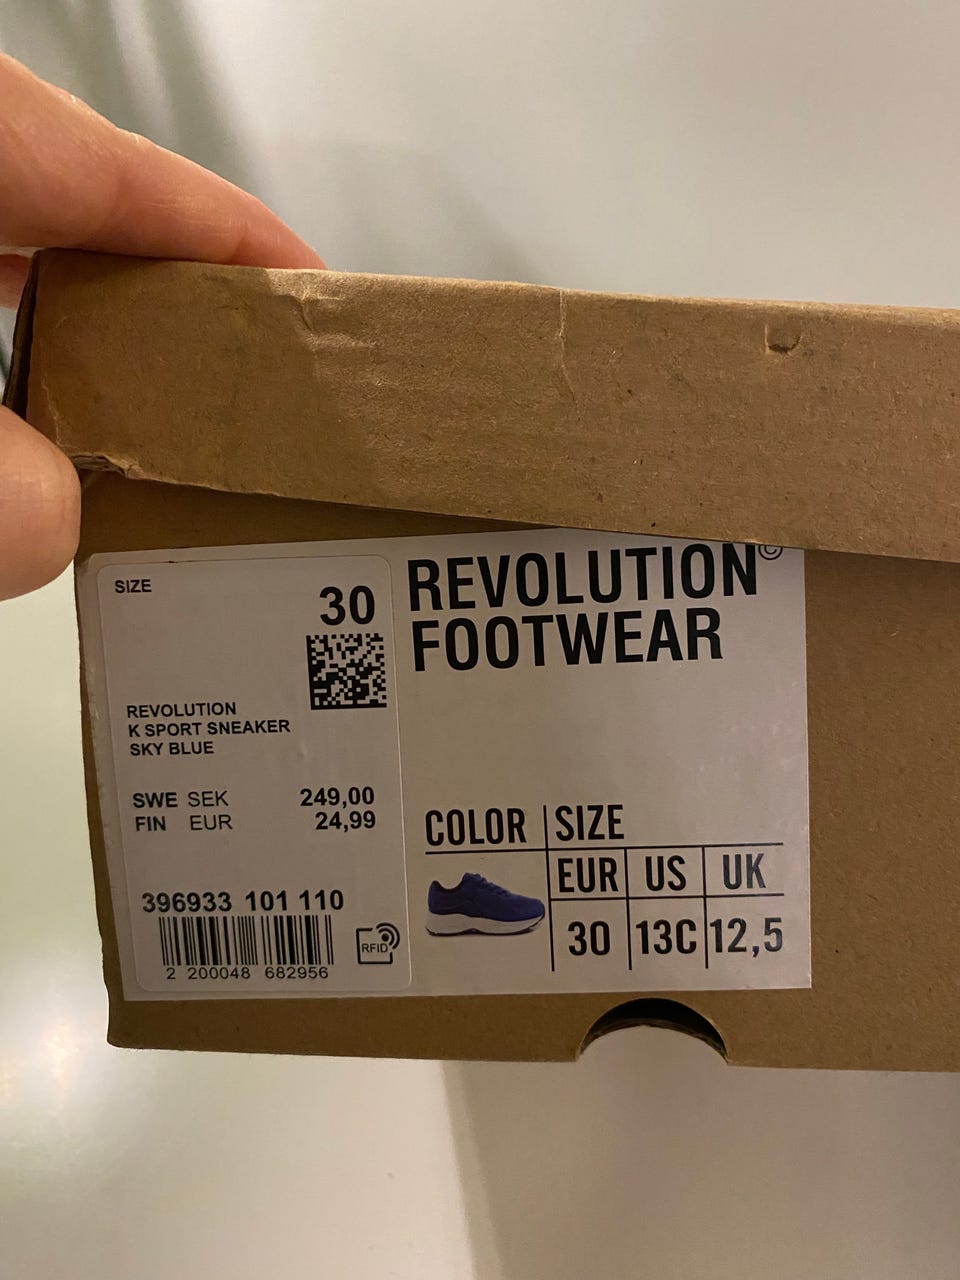 SIZE
30
REVOLUTION
K SPORT SNEAKER
SKY BLUE
SWE SEK 249,00
FIN EUR 24,99
396933 101 110
2 200048 682956
RFID
REVOLUTION©
FOOTWEAR
COLOR SIZE
EUR US UK
30 13C 12,5